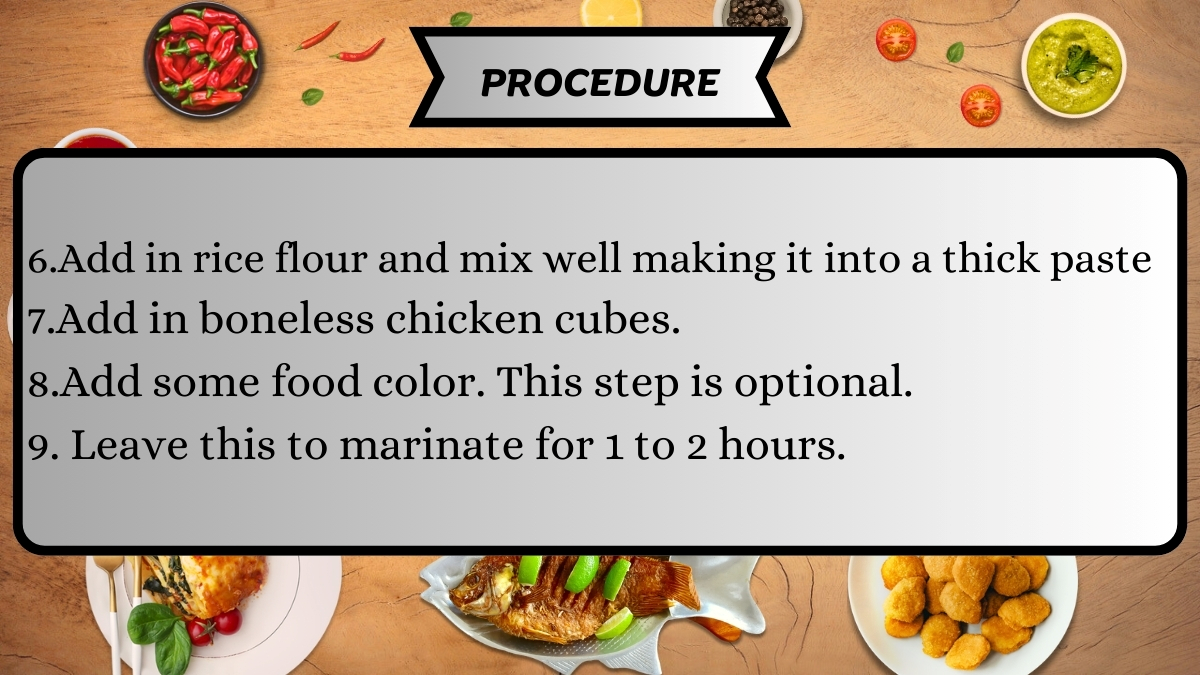 PROCEDURE
6.Add in rice flour and mix well making it into a thick paste
7.Add in boneless chicken cubes.
8.Add some food color. This step is optional.
9. Leave this to marinate for 1 to 2 hours.